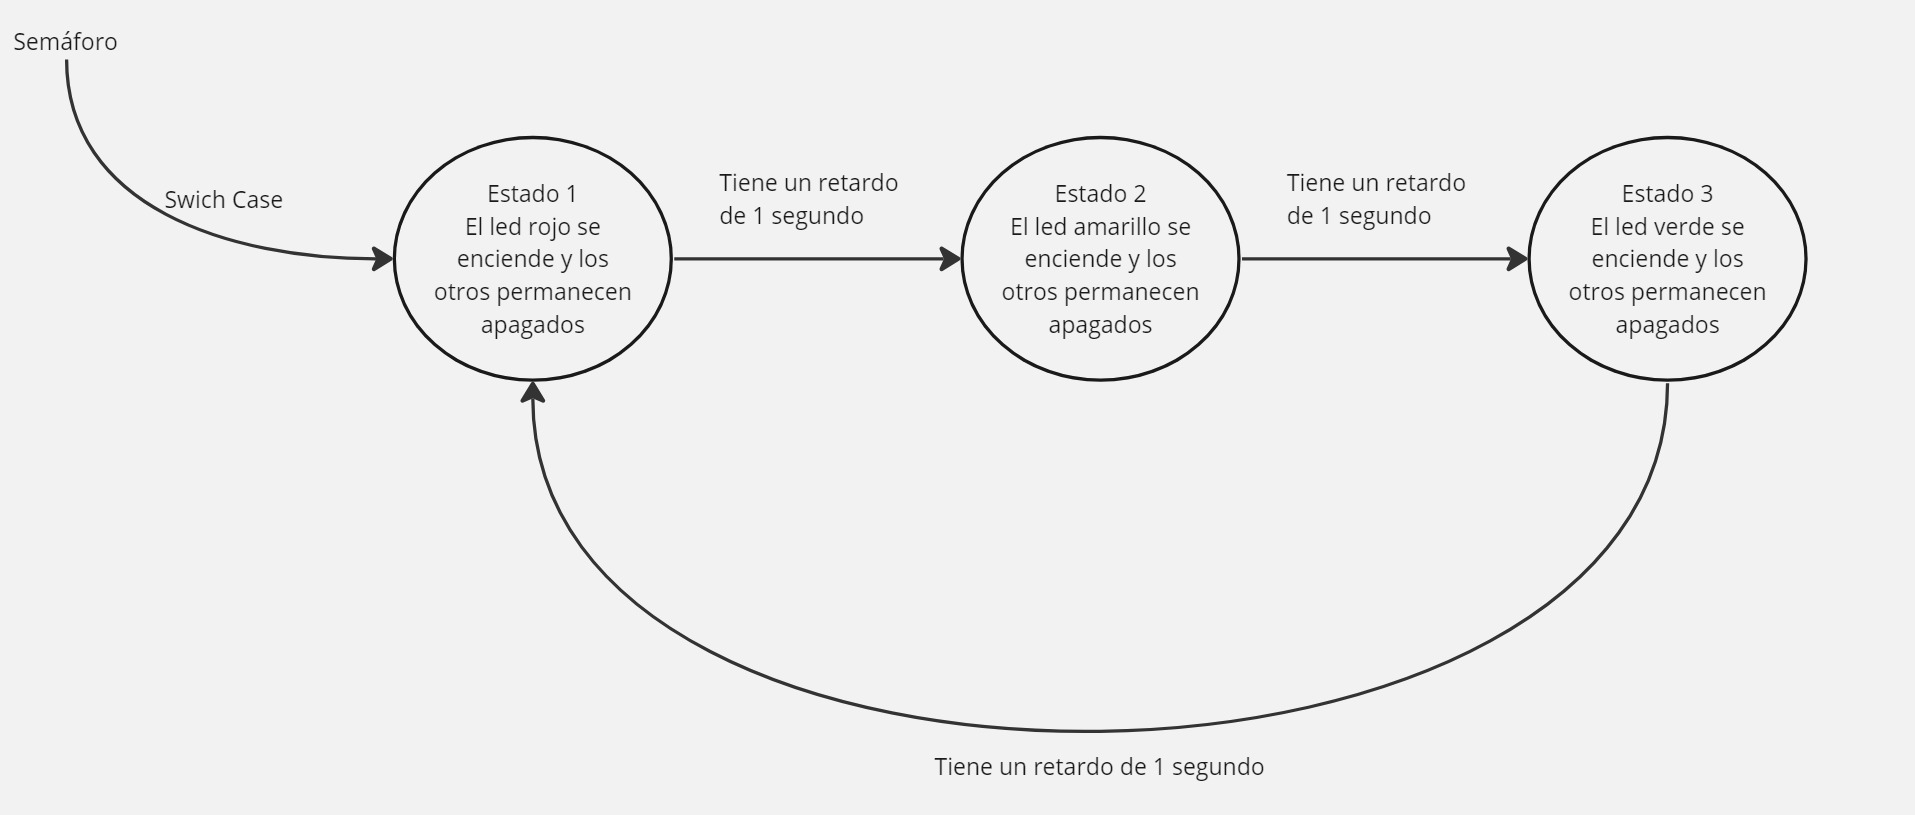 Semáforo
Swich Case
Estado 1
El led rojo se
enciende y los
otros permanecen
apagados
Tiene un retardo
de 1 segundo
Estado 2
El led amarillo se
enciende y los
otros permanecen
apagados
Tiene un retardo
de 1 segundo
Estado 3
El led verde se
enciende y los
otros permanecen
apagados
Tiene un retardo de 1 segundo